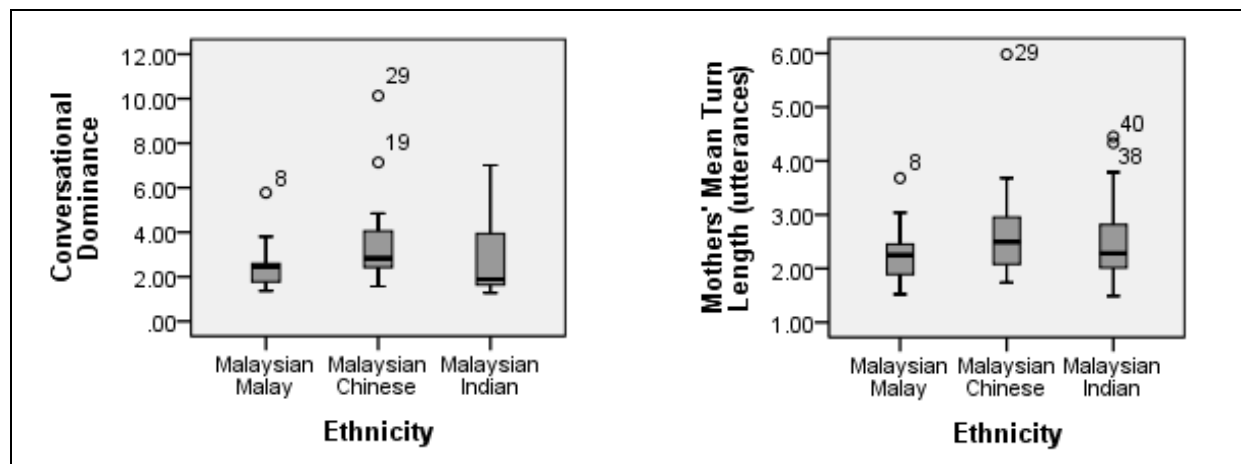 Conversational
Dominance
12.00
10.00
8.00
6.00
4.00
2.00
.00
29
19
8
Malaysian
Malay
Malaysian
Chinese
Malaysian
Indian
Ethnicity
Mothers' Mean Turn
Length (utterances)
6.00
5.00
4.00
3.00
2.00
1.00
29
40
38
8
Malaysian
Malay
Malaysian
Chinese
Malaysian
Indian
Ethnicity